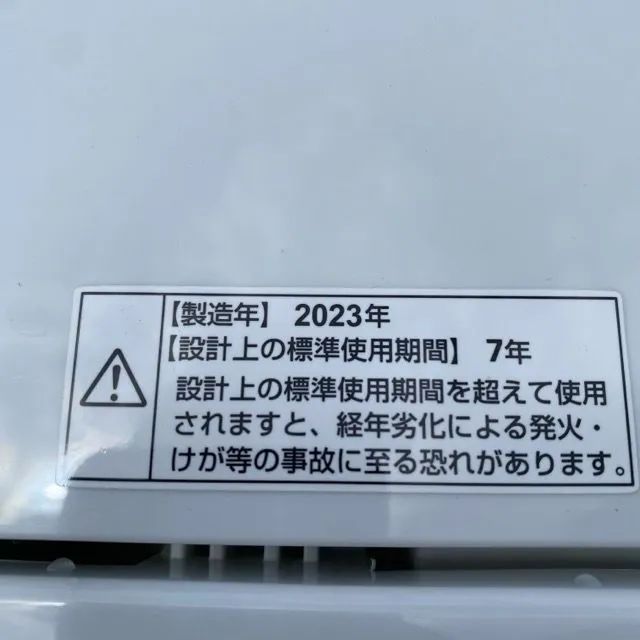 【製造年】 2023年
【設計上の標準使用期間】 7年
設計上の標準使用期間を超えて使用
されますと、経年劣化による発火・
けが等の事故に至る恐れがあります。